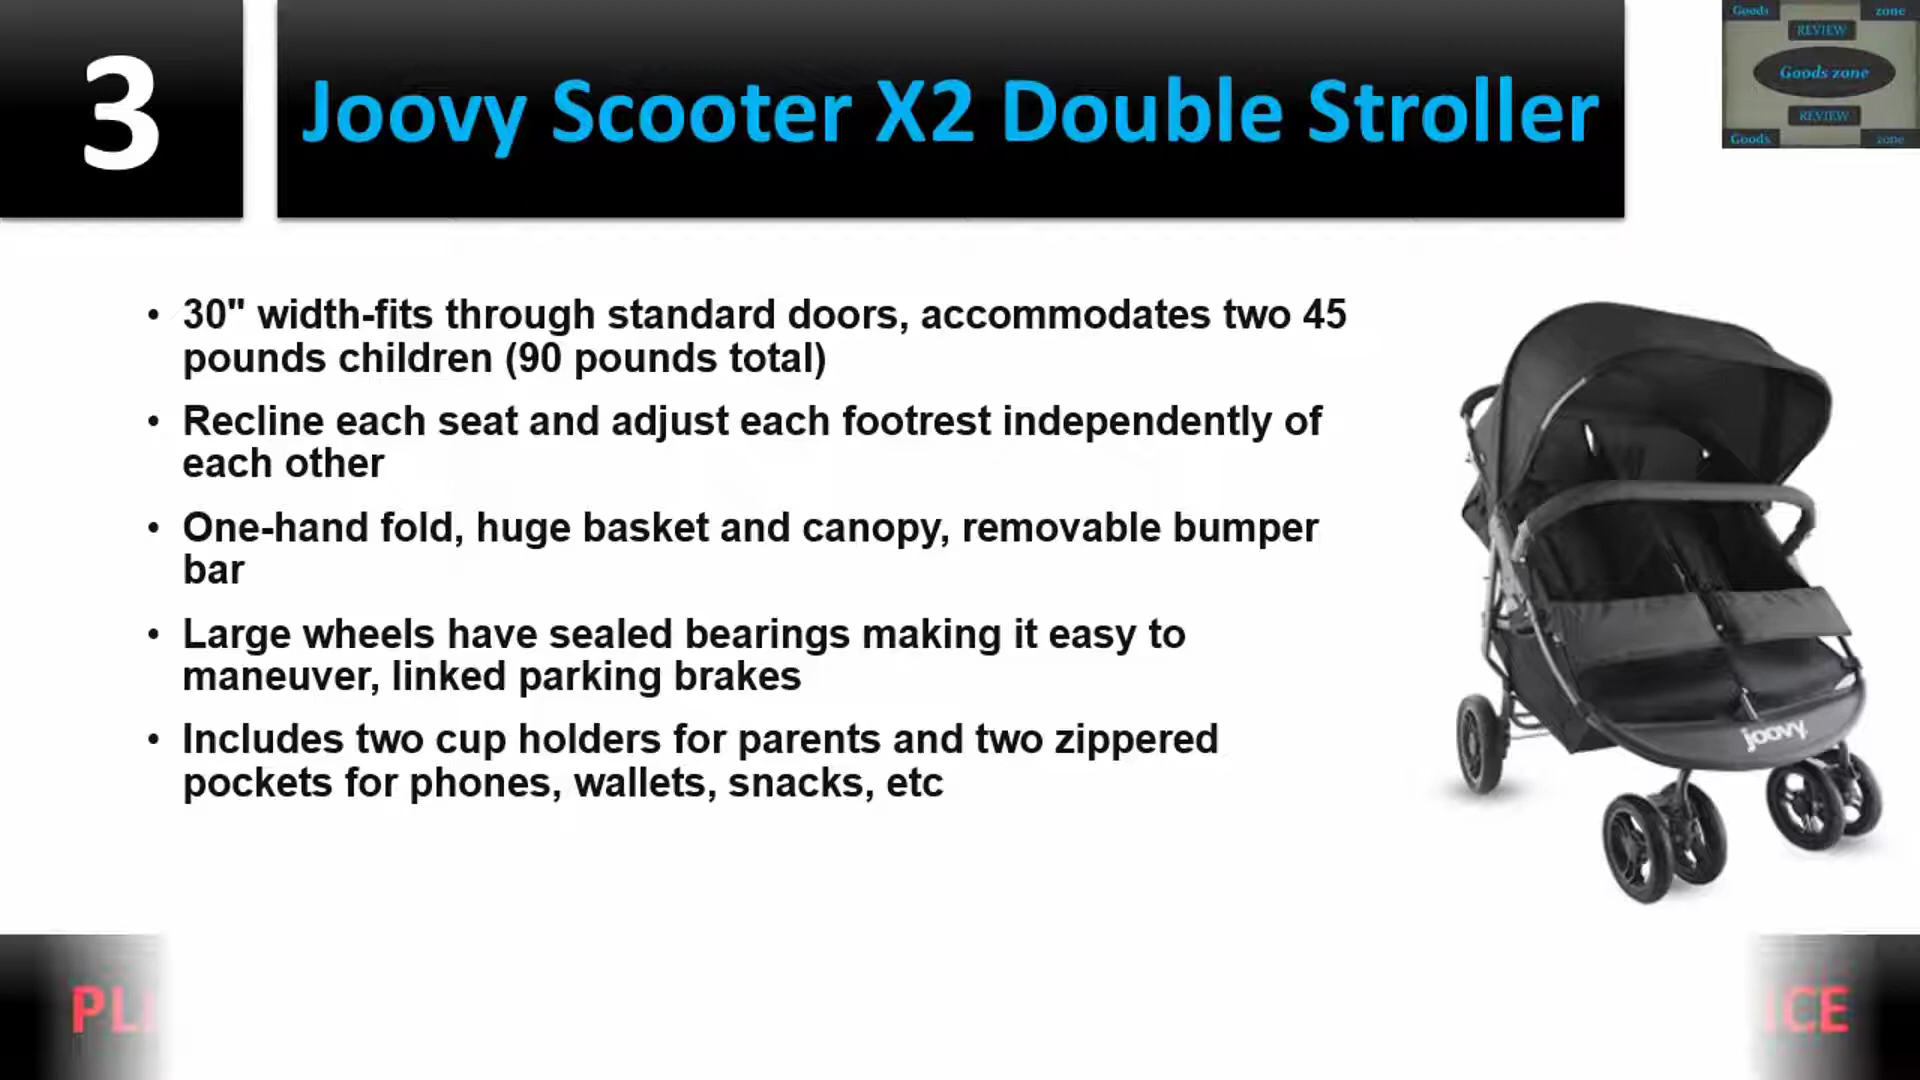 3
Joovy Scooter X2 Double Stroller
Goods zone
REVIEW
Goods zone
REVIEW
Goods zone
• 30" width-fits through standard doors, accommodates two 45
pounds children (90 pounds total)
• Recline each seat and adjust each footrest independently of
each other
• One-hand fold, huge basket and canopy, removable bumper
bar
• Large wheels have sealed bearings making it easy to
maneuver, linked parking brakes
• Includes two cup holders for parents and two zippered
pockets for phones, wallets, snacks, etc
joovy
ICE